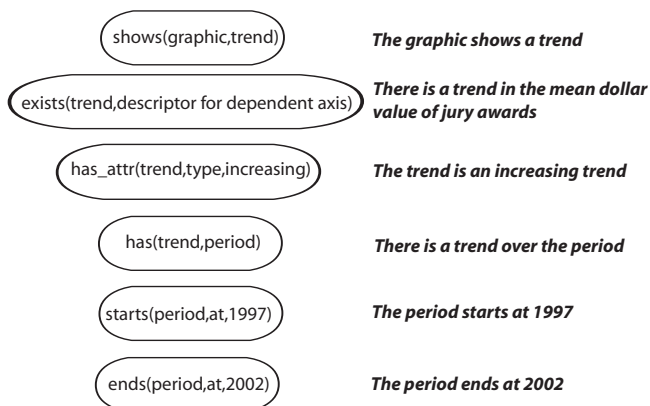 shows(graphic,trend)
The graphic shows a trend
exists(trend,descriptor for dependent axis)
There is a trend in the mean dollar
value of jury awards
has_attr(trend,type,increasing)
The trend is an increasing trend
has(trend,period)
There is a trend over the period
starts(period,at,1997)
The period starts at 1997
ends(period,at,2002)
The period ends at 2002